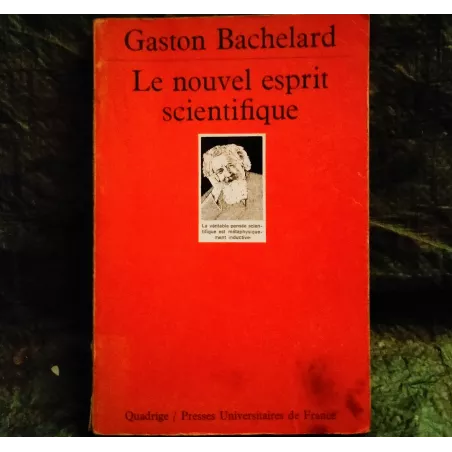 Gaston Bachelard
Le nouvel esprit
scientifique
La véritable pensée scien-
tifique est métaphysique-
ment inductive
Quadrige / Presses Universitaires de France